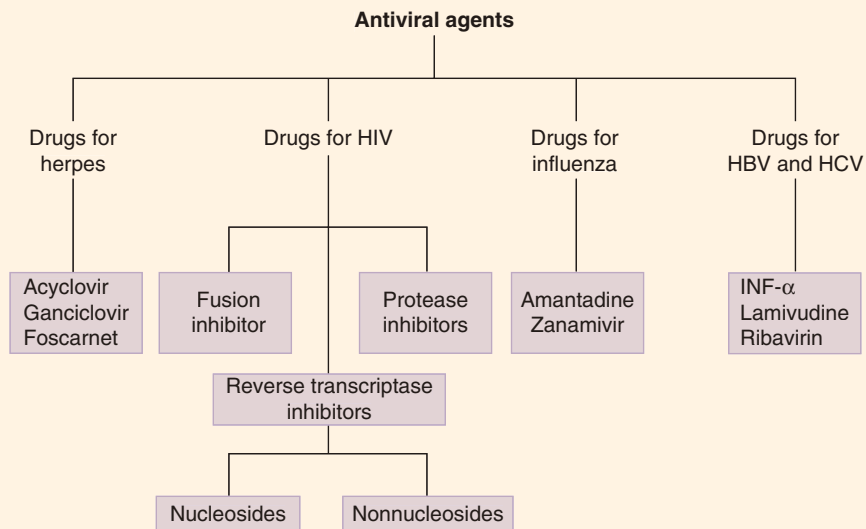 Antiviral agents
Drugs for
herpes
Drugs for HIV
Drugs for
influenza
Drugs for
HBV and HCV
Acyclovir
Ganciclovir
Foscarnet
Fusion
inhibitor
Protease
inhibitors
Amantadine
Zanamivir
INF-α
Lamivudine
Ribavirin
Reverse transcriptase
inhibitors
Nucleosides
Nonnucleosides